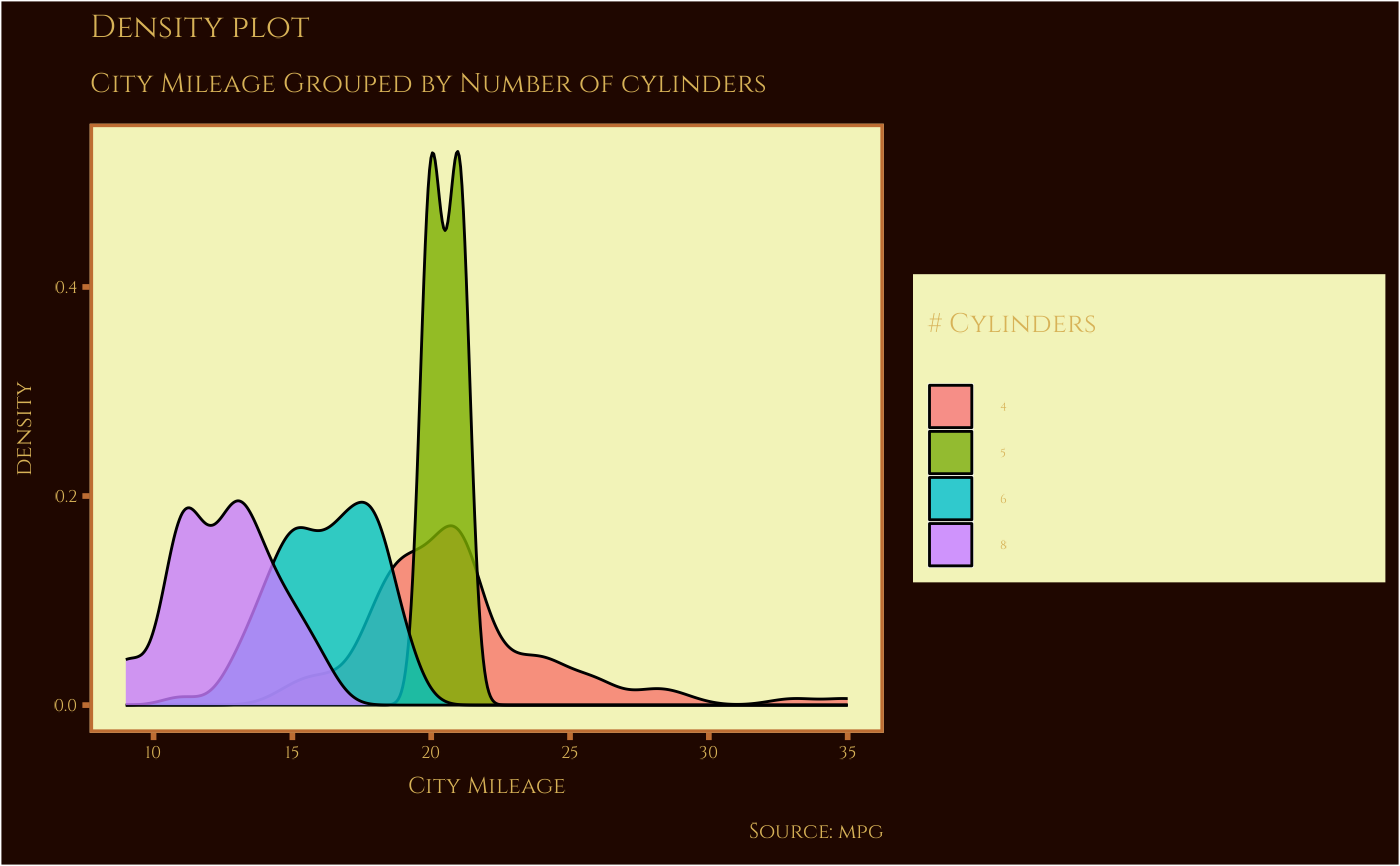 Density plot
City Mileage Grouped by Number of cylinders
0.4
0.2
0.0
Density
10 15 20 25 30 35
City Mileage
Source: mpg
# Cylinders
4
5
6
8